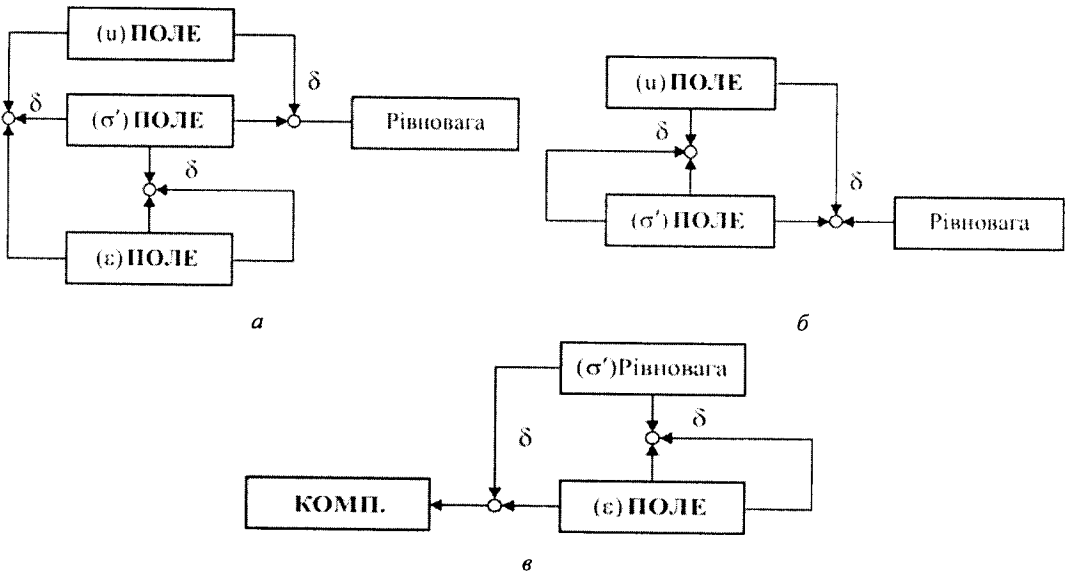 (u) ПОЛЕ
δ
δ
(σ′) ПОЛЕ
Рівновага
δ
(ε) ПОЛЕ
а
(u) ПОЛЕ
δ
δ
(σ′) ПОЛЕ
Рівновага
б
(σ′)Рівновага
δ
δ
КОМП.
(ε) ПОЛЕ
в